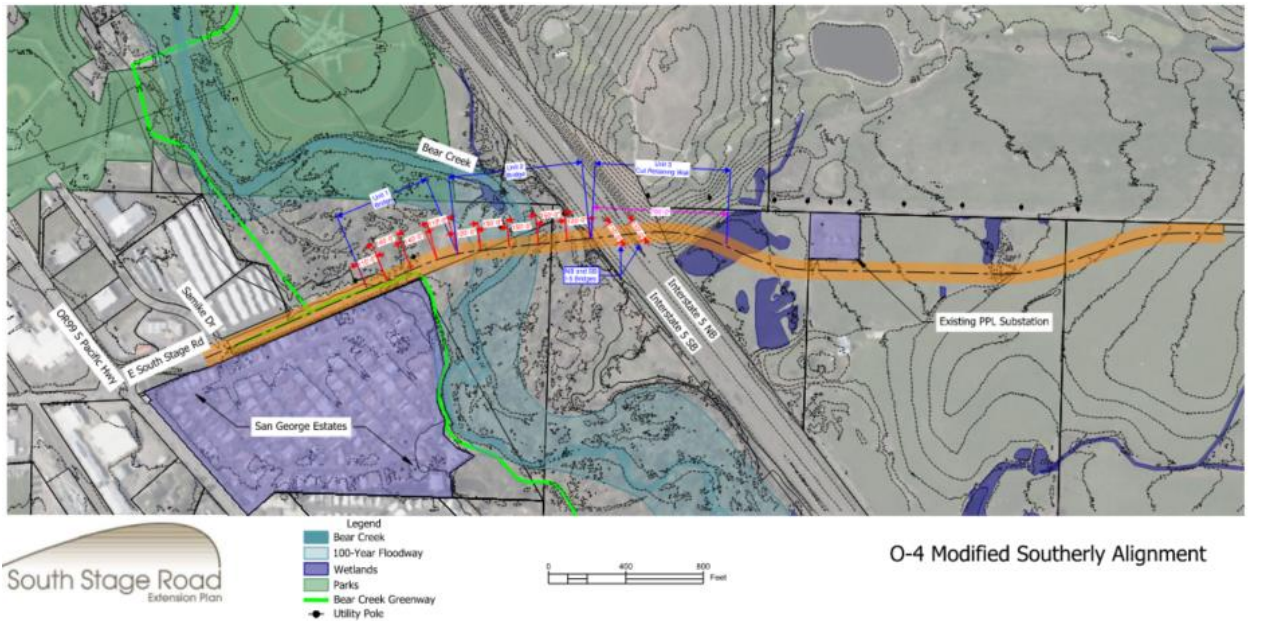 Bear Creek
Unit 1
Bridge
Unit 2
Bridge
Unit 3
Cut Retaining Wall
NB and SB
I-5 Bridges
Samike Dr
OR99 S Pacific Hwy
E South Stage Rd
Interstate 5 NB
Interstate 5 SB
Existing PPL Substation
San George Estates
Legend
Bear Creek
100-Year Floodway
Wetlands
Parks
Bear Creek Greenway
Utility Pole
South Stage Road
Extension Plan
0
400
800
Feet
O-4 Modified Southerly Alignment